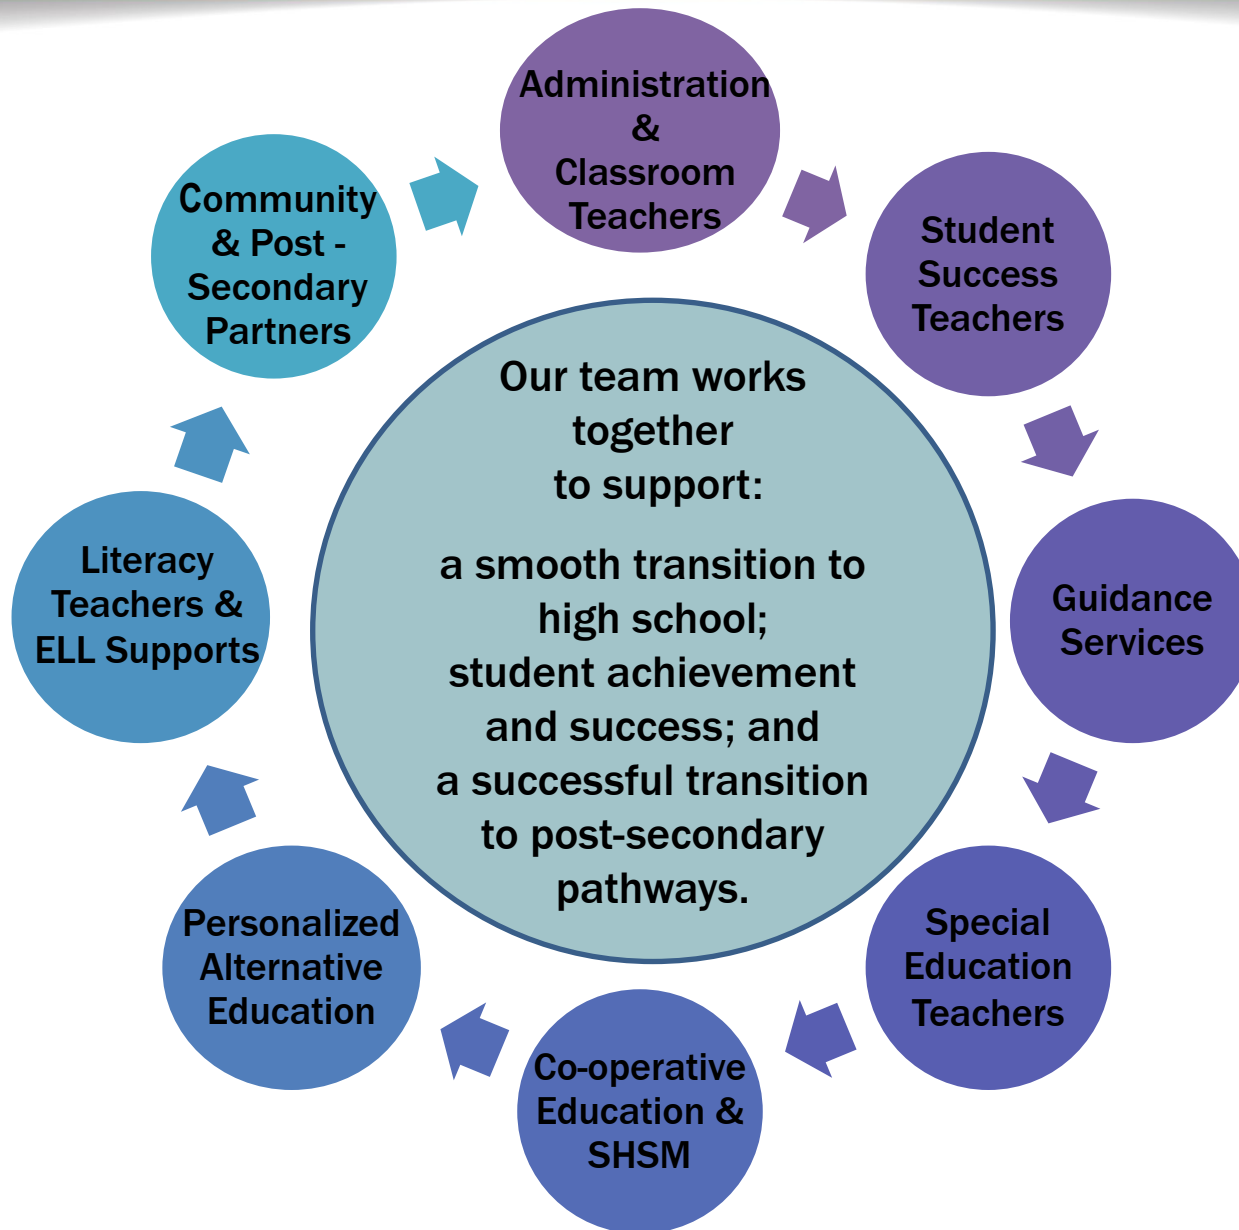 Administration
&
Classroom
Teachers
Student
Success
Teachers
Guidance
Services
Special
Education
Teachers
Co-operative
Education &
SHSM
Personalized
Alternative
Education
Literacy
Teachers &
ELL Supports
Community
& Post -
Secondary
Partners
Our team works
together
to support:
a smooth transition to
high school;
student achievement
and success; and
a successful transition
to post-secondary
pathways.